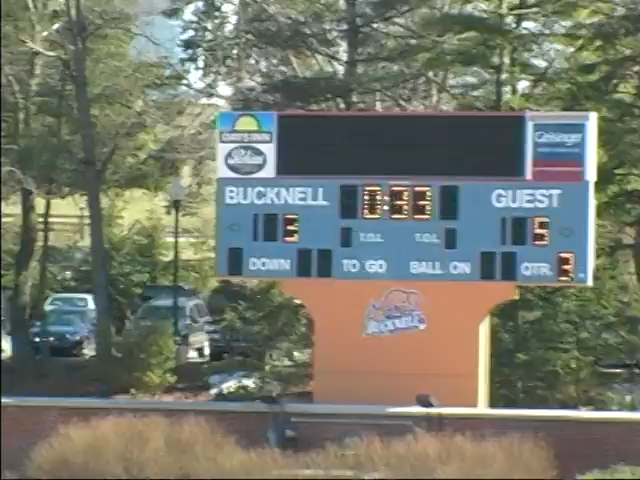 DAYS INN
Geisinger
BUCKNELL 0:33 GUEST
3 T.O.L. T.O.L. 5
DOWN TO GO BALL ON QTR. 3
BUCKNELL